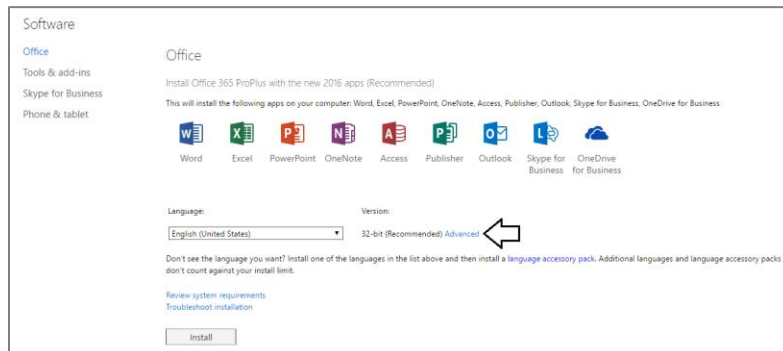 Software
Office
Tools & add-ins
Skype for Business
Phone & tablet
Office
Install Office 365 ProPlus with the new 2016 apps (Recommended)
This will install the following apps on your computer: Word, Excel, PowerPoint, OneNote, Access, Publisher, Outlook, Skype for Business, OneDrive for Business
Word Excel PowerPoint OneNote Access Publisher Outlook Skype for Business OneDrive for Business
Language: Version:
English (United States) 32-bit (Recommended) Advanced
Don't see the language you want? Install one of the languages in the list above and then install a language accessory pack. Additional languages and language accessory packs
don't count against your install limit.
Review system requirements
Troubleshoot installation
Install